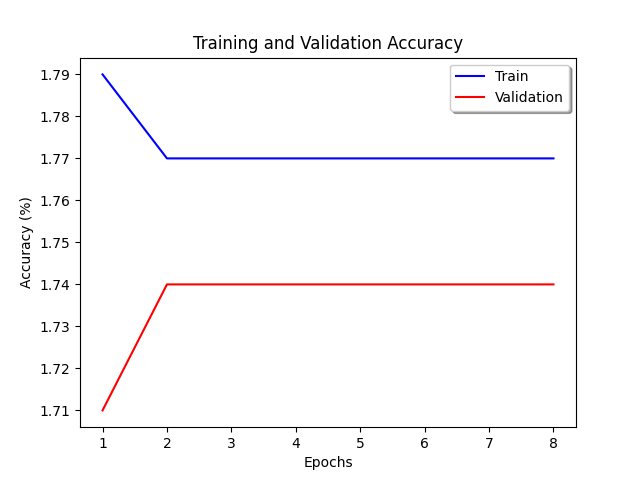 Training and Validation Accuracy
Train
Validation
Accuracy (%)
1.79
1.78
1.77
1.76
1.75
1.74
1.73
1.72
1.71
1 2 3 4 5 6 7 8
Epochs